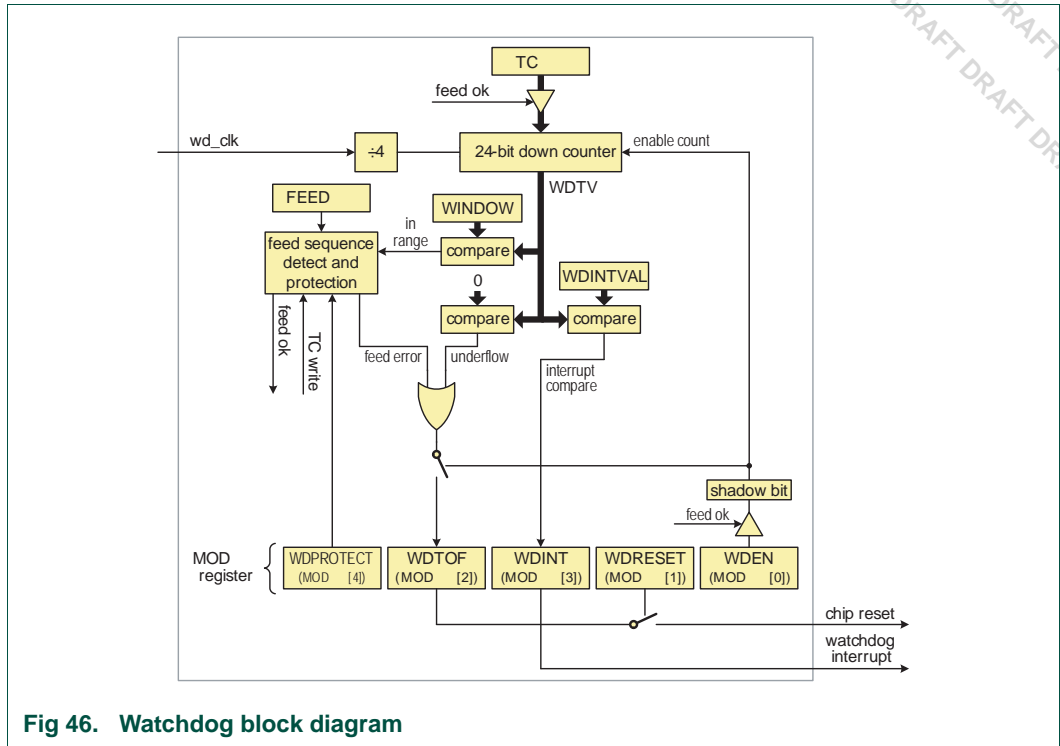 DRAFT DRAFT DR
DRAFT
TC
feed ok
wd_clk
÷4
24-bit down counter
enable count
WDTV
FEED
WINDOW
in
range
feed sequence
detect and
protection
compare
0
WDINTVAL
compare
compare
feed ok
TC write
feed error
underflow
interrupt
compare
shadow bit
feed ok
MOD
register
WDPROTECT
(MOD [4])
WDTOF
(MOD [2])
WDINT
(MOD [3])
WDRESET
(MOD [1])
WDEN
(MOD [0])
chip reset
watchdog
interrupt
Fig 46. Watchdog block diagram